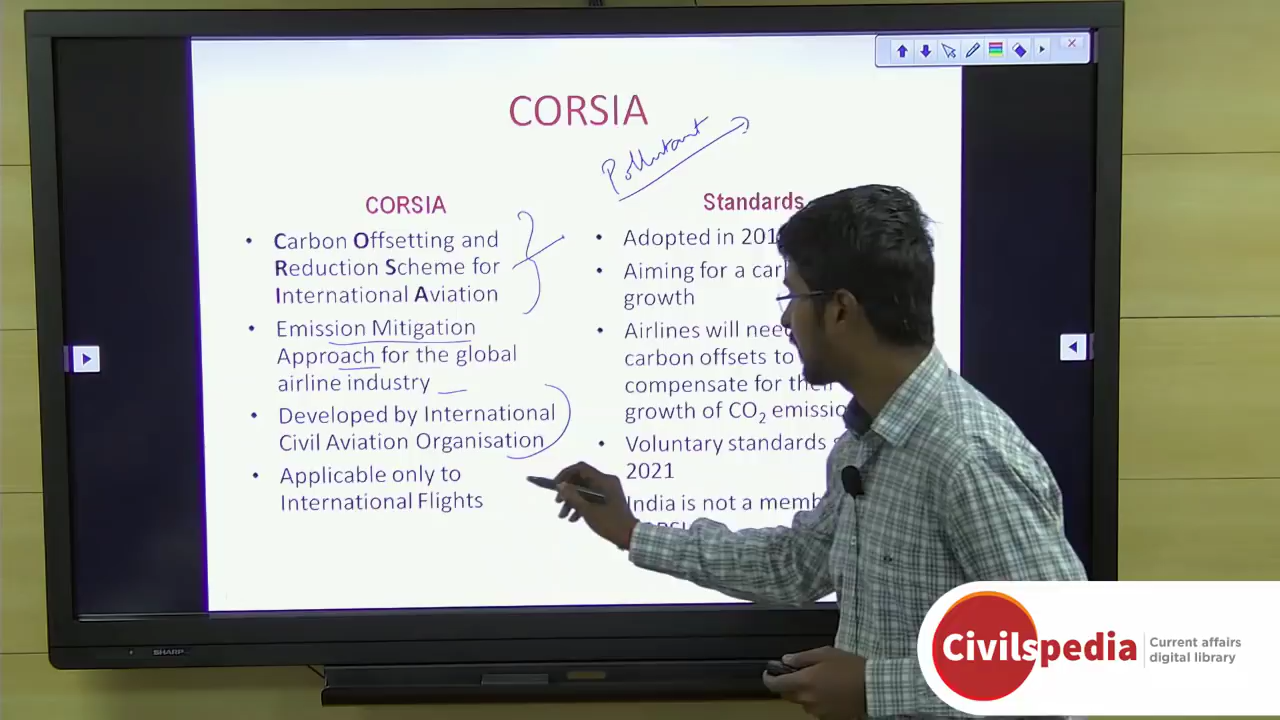 CORSIA
Pollutant
CORSIA
• Carbon Offsetting and
Reduction Scheme for
International Aviation
• Emission Mitigation
Approach for the global
airline industry
• Developed by International
Civil Aviation Organisation
• Applicable only to
International Flights
Standards
• Adopted in
• Aiming for a
growth
• Airlines will
carbon offsets to
compensate for their
growth of CO₂
• Voluntary standards
2021
India is not a
SHARP
Civilspedia
Current affairs
digital library